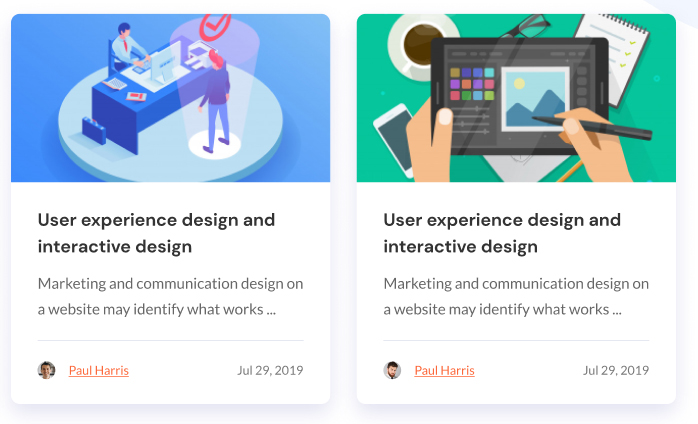 User experience design and
interactive design
Marketing and communication design on
a website may identify what works ...
Paul Harris
Jul 29, 2019
User experience design and
interactive design
Marketing and communication design on
a website may identify what works ...
Paul Harris
Jul 29, 2019